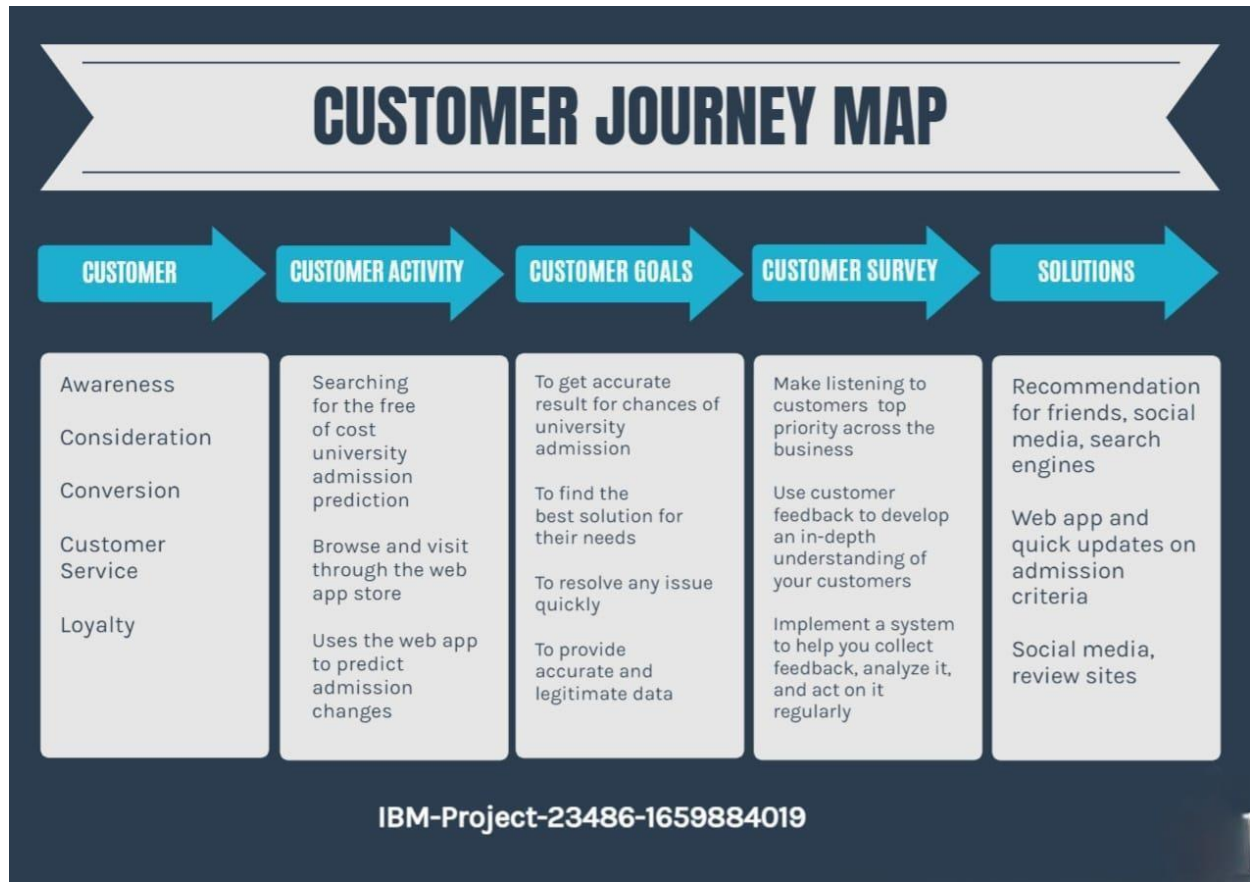 CUSTOMER JOURNEY MAP
CUSTOMER
CUSTOMER ACTIVITY
CUSTOMER GOALS
CUSTOMER SURVEY
SOLUTIONS
Awareness
Consideration
Conversion
Customer
Service
Loyalty
Searching
for the free
of cost
university
admission
prediction
Browse and visit
through the web
app store
Uses the web app
to predict
admission
changes
To get accurate
result for chances of
university
admission
To find the
best solution for
their needs
To resolve any issue
quickly
To provide
accurate and
legitimate data
Make listening to
customers top
priority across the
business
Use customer
feedback to develop
an in-depth
understanding of
your customers
Implement a system
to help you collect
feedback, analyze it,
and act on it
regularly
Recommendation
for friends, social
media, search
engines
Web app and
quick updates on
admission
criteria
Social media,
review sites
IBM-Project-23486-1659884019